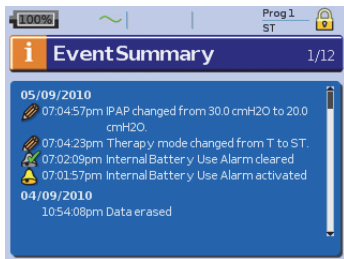 100%
Prog 1
ST
i Event Summary 1/12
05/09/2010
07:04:57pm IPAP changed from 30.0 cmH2O to 20.0
cmH2O.
07:04:23pm Therapy mode changed from T to ST.
07:02:09pm Internal Battery Use Alarm cleared
07:01:57pm Internal Battery Use Alarm activated
04/09/2010
10:54:08pm Data erased